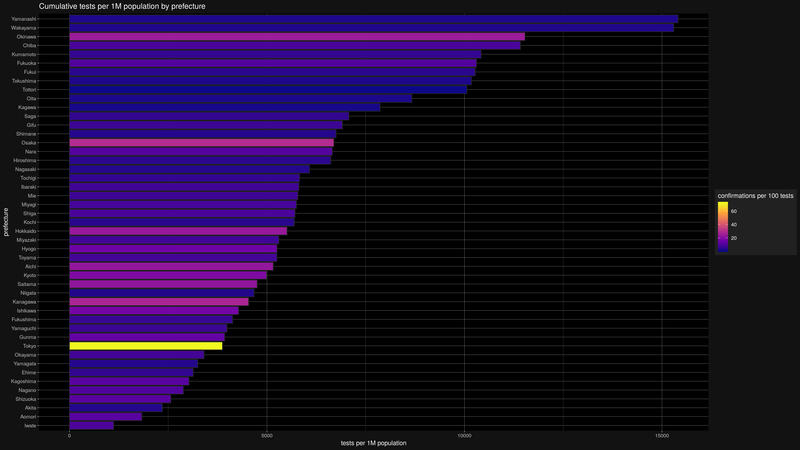 Cumulative tests per 1M population by prefecture
Yamanashi
Wakayama
Okinawa
Chiba
Kumamoto
Fukuoka
Fukui
Tokushima
Tottori
Oita
Kagawa
Saga
Gifu
Shimane
Osaka
Nara
Hiroshima
Nagasaki
Tochigi
Ibaraki
Mie
Miyagi
Shiga
Kochi
Hokkaido
Miyazaki
Hyogo
Toyama
Aichi
Kyoto
Saitama
Niigata
Kanagawa
Ishikawa
Fukushima
Yamaguchi
Gunma
Tokyo
Okayama
Yamagata
Ehime
Kagoshima
Nagano
Shizuoka
Akita
Aomori
Iwate
prefecture
0 5000 10000 15000
tests per 1M population
confirmations per 100 tests
60
40
20